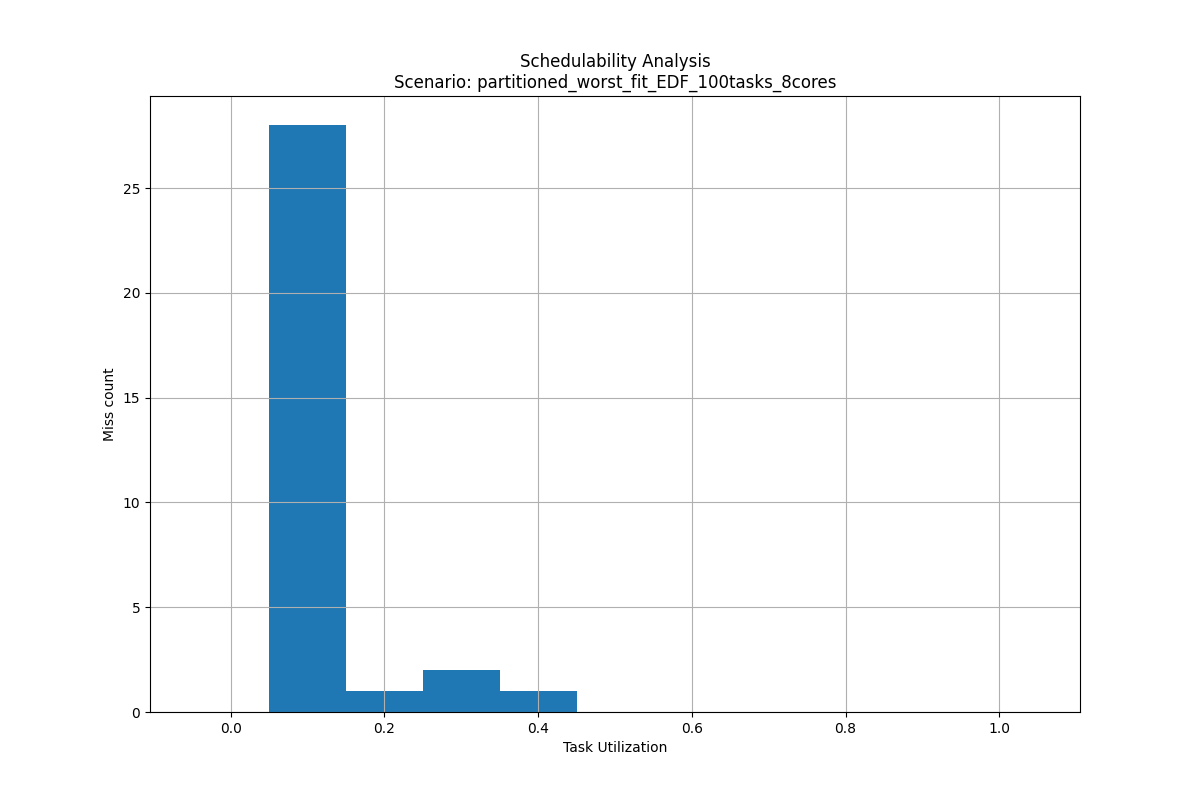 Schedulability Analysis
Scenario: partitioned_worst_fit_EDF_100tasks_8cores
25
20
15
10
5
0
Miss count
0.0 0.2 0.4 0.6 0.8 1.0
Task Utilization